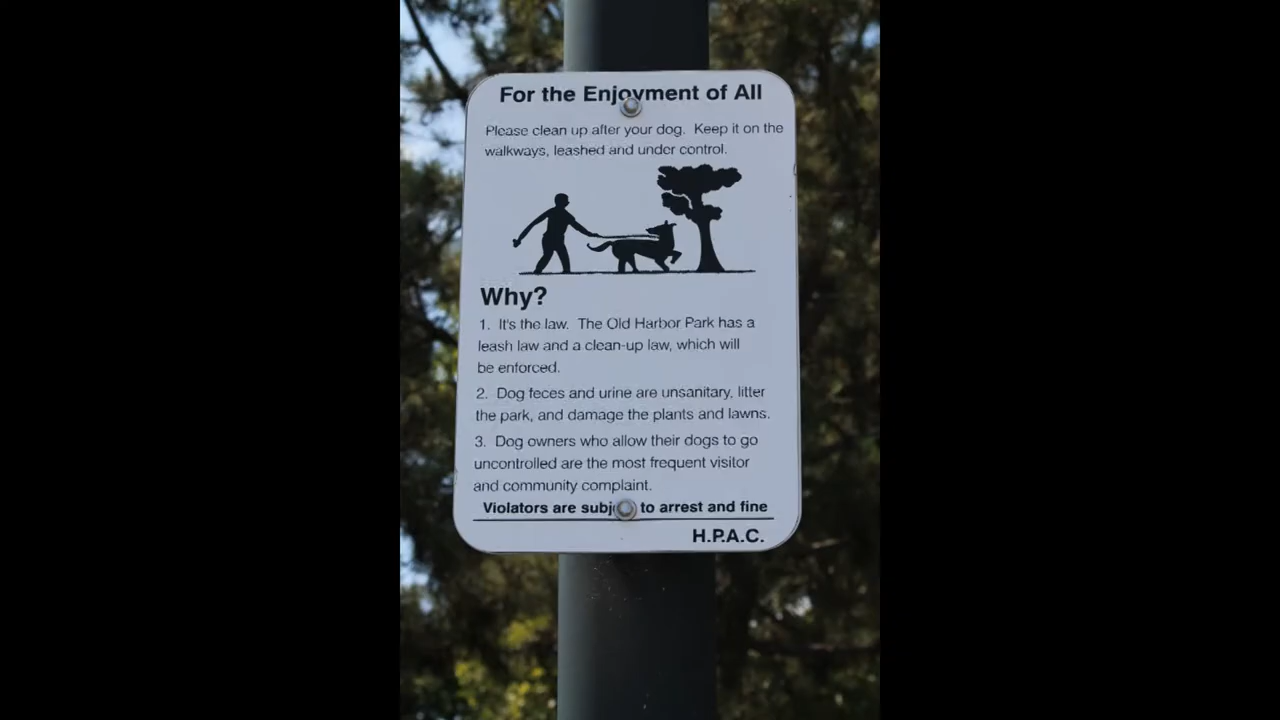 For the Enjoyment of All
Please clean up after your dog. Keep it on the
walkways, leashed and under control.
Why?
1. It's the law. The Old Harbor Park has a
leash law and a clean-up law, which will
be enforced.
2. Dog feces and urine are unsanitary, litter
the park, and damage the plants and lawns.
3. Dog owners who allow their dogs to go
uncontrolled are the most frequent visitor
and community complaint.
Violators are subject to arrest and fine
H.P.A.C.